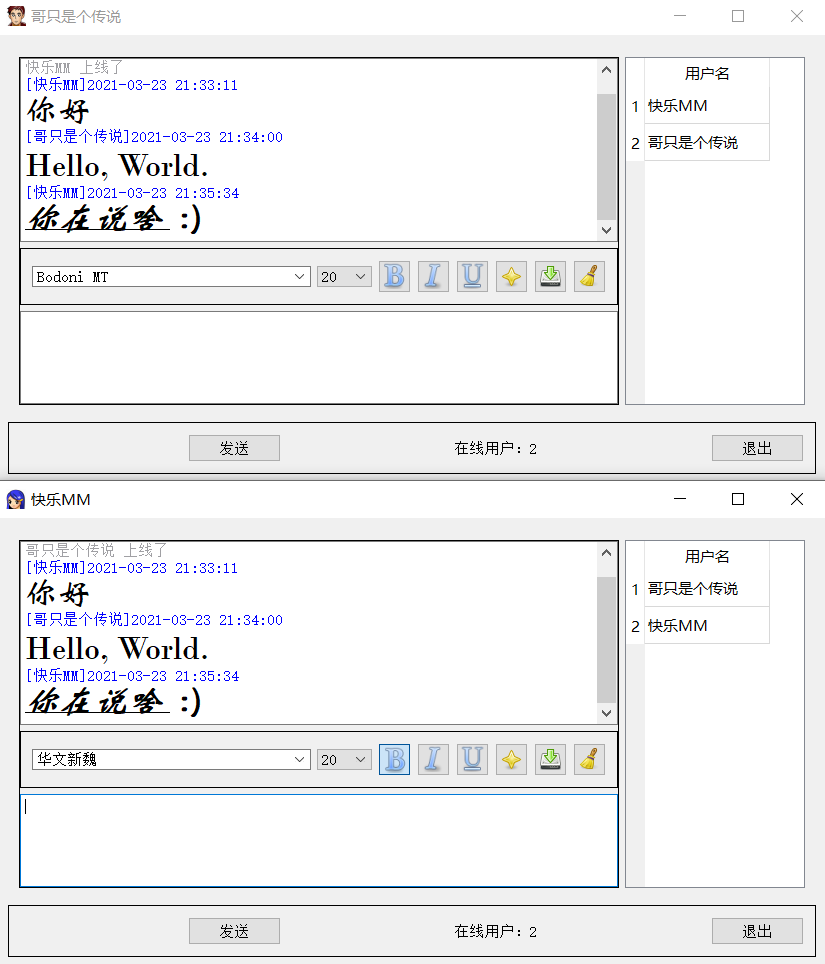 哥只是个传说
快乐MM 上线了
[快乐MM]2021-03-23 21:33:11
你好
[哥只是个传说]2021-03-23 21:34:00
Hello, World.
[快乐MM]2021-03-23 21:35:34
你在说啥 :)
用户名
1 快乐MM
2 哥只是个传说
Bodoni MT 20 B I U
发送 在线用户：2 退出
快乐MM
哥只是个传说 上线了
[快乐MM]2021-03-23 21:33:11
你好
[哥只是个传说]2021-03-23 21:34:00
Hello, World.
[快乐MM]2021-03-23 21:35:34
你在说啥 :)
用户名
1 哥只是个传说
2 快乐MM
华文新魏 20 B I U
发送 在线用户：2 退出